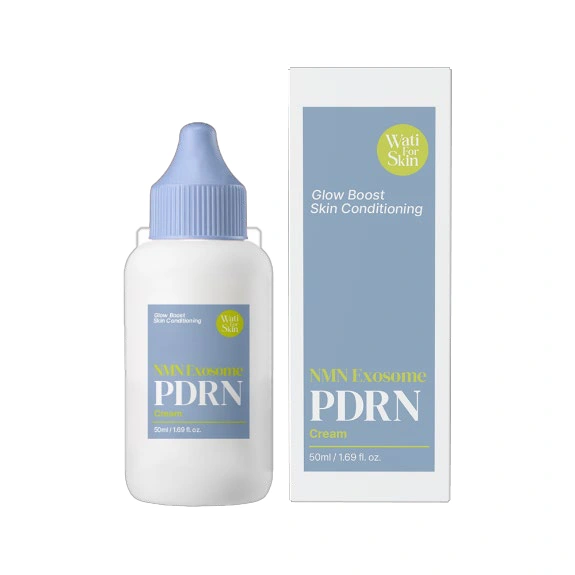 Glow Boost
Skin Conditioning
Wati
For
Skin
NMN Exosome
PDRN
Cream
50ml / 1.69 fl. oz.
Wati
For
Skin
Glow Boost
Skin Conditioning
NMN Exosome
PDRN
Cream
50ml / 1.69 fl. oz.